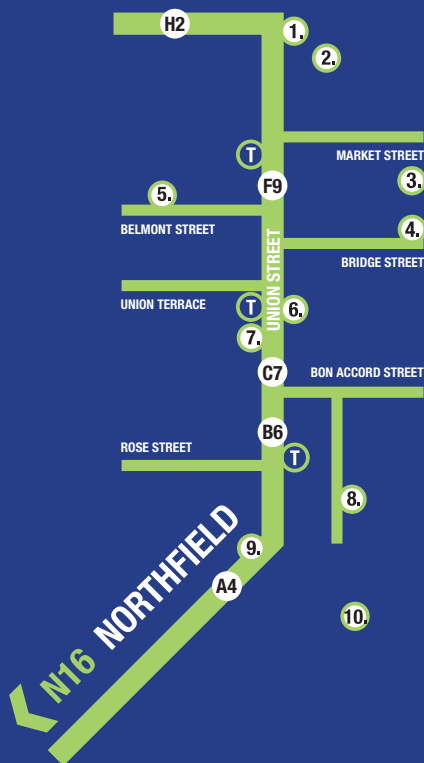 H2
1.
2.
T
MARKET STREET
3.
F9
5.
BELMONT STREET
4.
UNION STREET
BRIDGE STREET
UNION TERRACE
T
6.
7.
C7
BON ACCORD STREET
B6
ROSE STREET
T
8.
9.
A4
10.
N16 NORTHFIELD